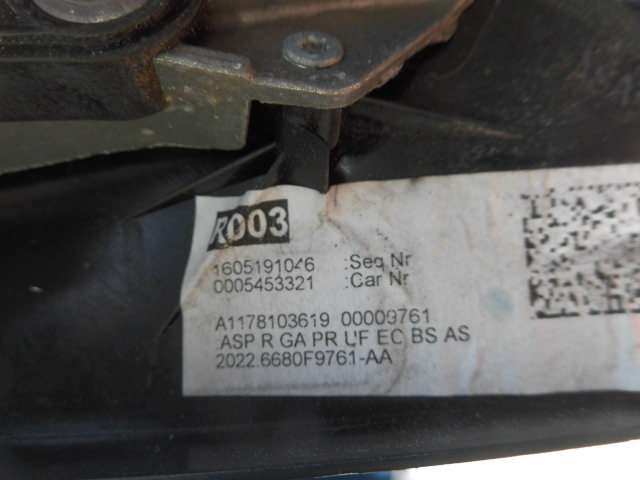 R003
1605191046 :Seq Nr
0005453321 :Car Nr
A1178103619 00009761
:ASP R GA PR UF EC BS AS
2022.6680F9761-AA